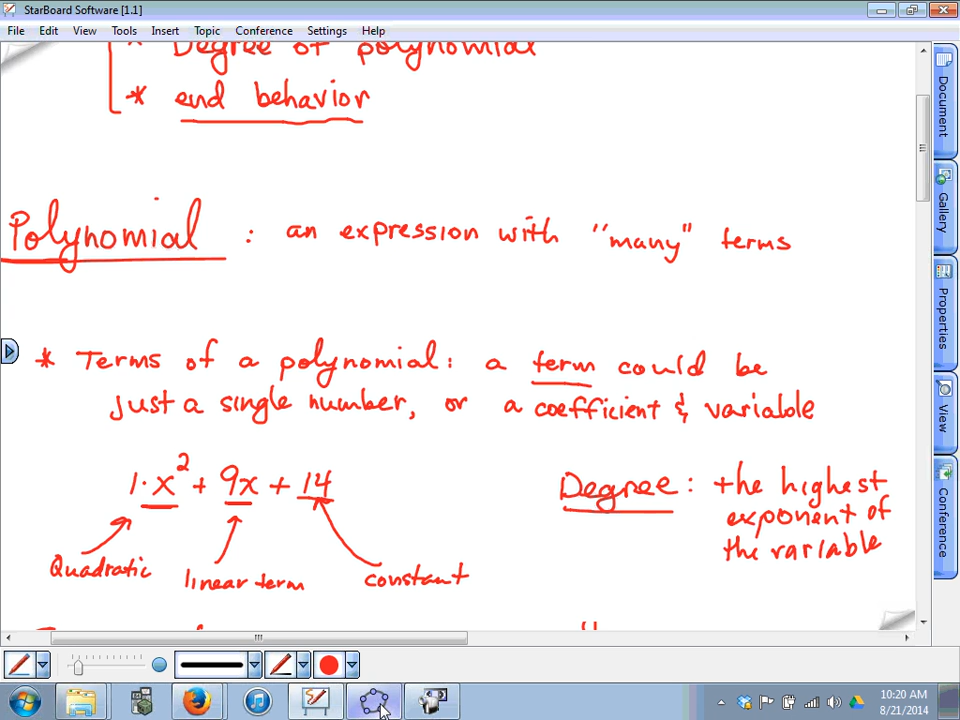 StarBoard Software [1.1]
File Edit View Tools Insert Topic Conference Settings Help
* Degree of polynomial
* end behavior
Polynomial : an expression with "many" terms
* Terms of a polynomial: a term could be
just a single number, or a coefficient & variable
1·x² + 9x + 14
Degree: the highest
exponent of
the variable
Quadratic
linear term
constant
Document
Gallery
Properties
View
Conference
10:20 AM
8/21/2014